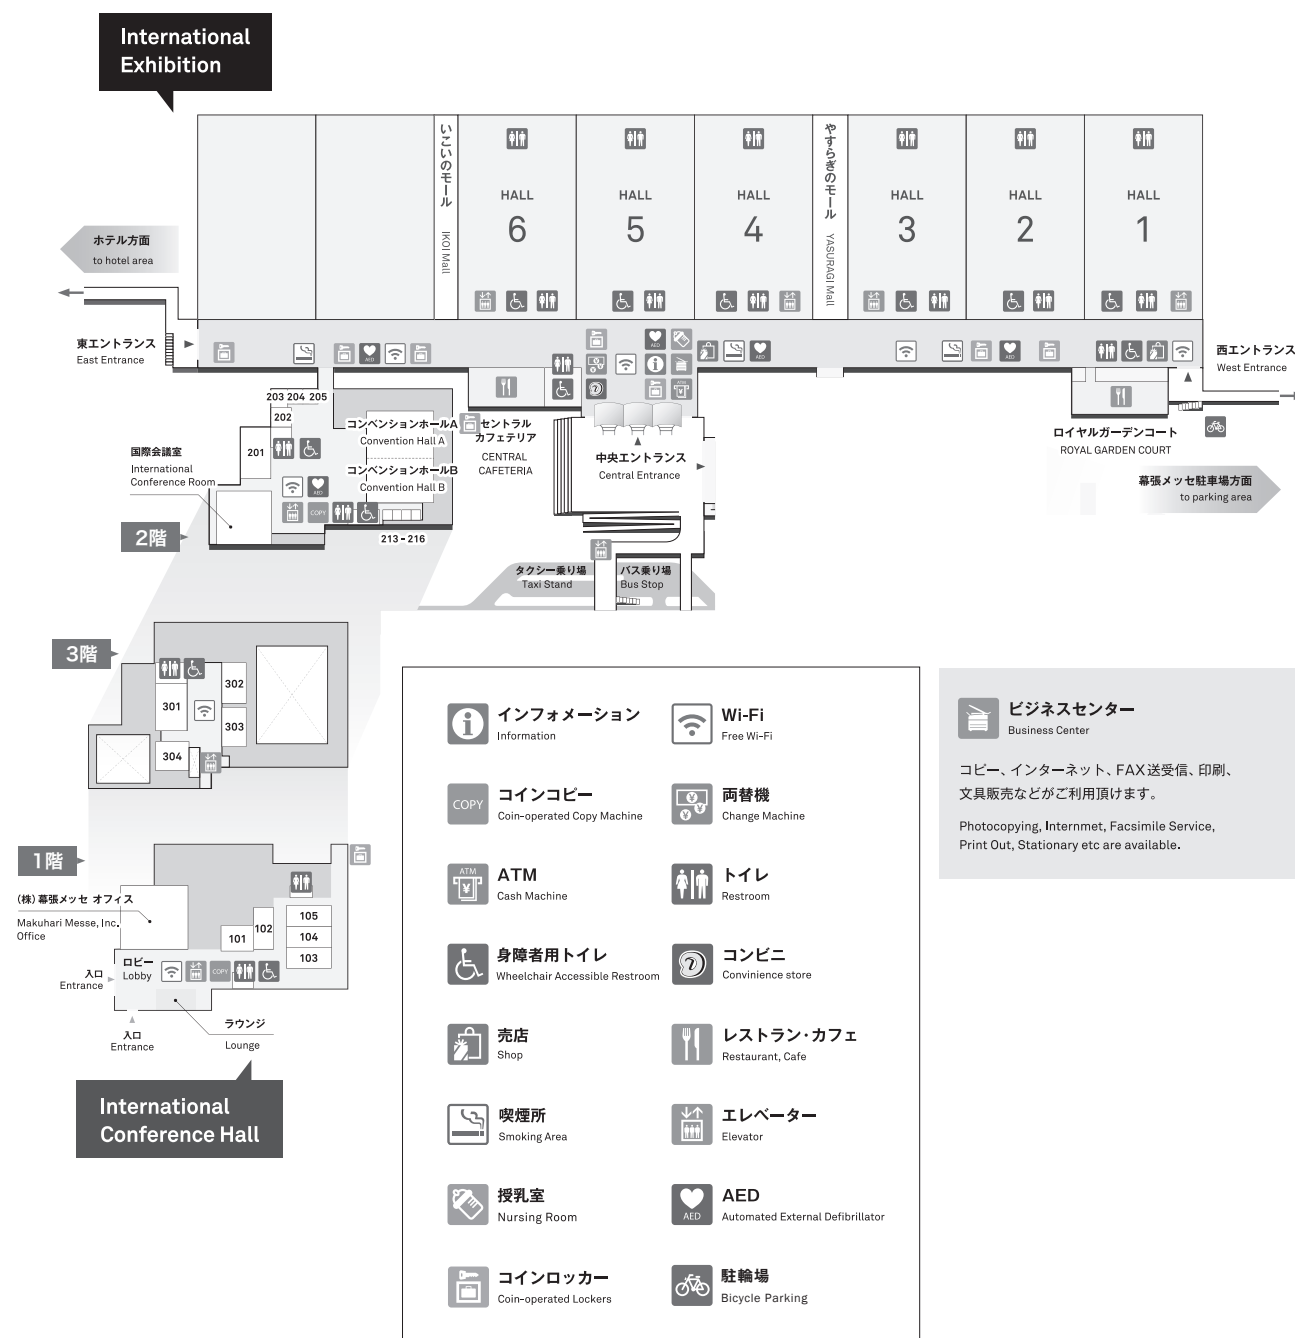 International
Exhibition
いこいのモール
IKOI Mall
HALL
6
HALL
5
HALL
4
やすらぎのモール
YASURAGI Mall
HALL
3
HALL
2
HALL
1
ホテル方面
to hotel area
東エントランス
East Entrance
AED
AED
ATM
AED
AED
西エントランス
West Entrance
203 204 205
202
201
コンベンションホールA
Convention Hall A
コンベンションホールB
Convention Hall B
セントラル
カフェテリア
CENTRAL
CAFETERIA
中央エントランス
Central Entrance
ロイヤルガーデンコート
ROYAL GARDEN COURT
幕張メッセ駐車場方面
to parking area
国際会議室
International
Conference Room
AED
COPY
2階
213 - 216
タクシー乗り場
Taxi Stand
バス乗り場
Bus Stop
3階
301
302
303
304
1階
(株)幕張メッセ オフィス
Makuhari Messe, Inc.
Office
101
102
105
104
103
ロビー
Lobby
COPY
入口
Entrance
入口
Entrance
ラウンジ
Lounge
International
Conference Hall
インフォメーション
Information
Wi-Fi
Free Wi-Fi
COPY
コインコピー
Coin-operated Copy Machine
両替機
Change Machine
ATM
ATM
Cash Machine
トイレ
Restroom
身障者用トイレ
Wheelchair Accessible Restroom
コンビニ
Convinience store
売店
Shop
レストラン・カフェ
Restaurant, Cafe
喫煙所
Smoking Area
エレベーター
Elevator
授乳室
Nursing Room
AED
AED
Automated External Defibrillator
コインロッカー
Coin-operated Lockers
駐輪場
Bicycle Parking
ビジネスセンター
Business Center
コピー、インターネット、FAX送受信、印刷、
文具販売などがご利用頂けます。
Photocopying, Internmet, Facsimile Service,
Print Out, Stationary etc are available.